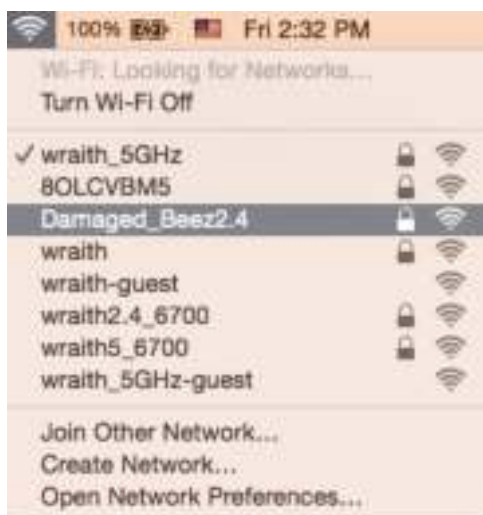 100% Fri 2:32 PM
Wi-Fi: Looking for Networks...
Turn Wi-Fi Off
wraith_5GHz
8OLCVBM5
Damaged_Beez2.4
wraith
wraith-guest
wraith2.4_6700
wraith5_6700
wraith_5GHz-guest
Join Other Network...
Create Network...
Open Network Preferences...